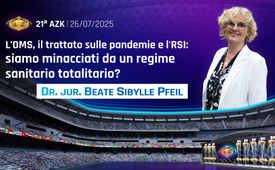 21ª AZK | 26/07/2025
L'OMS, il trattato sulle pandemie e l'RSI:
siamo minacciati da un regime
sanitario totalitario?
DR. JUR. BEATE SIBYLLE PFEIL